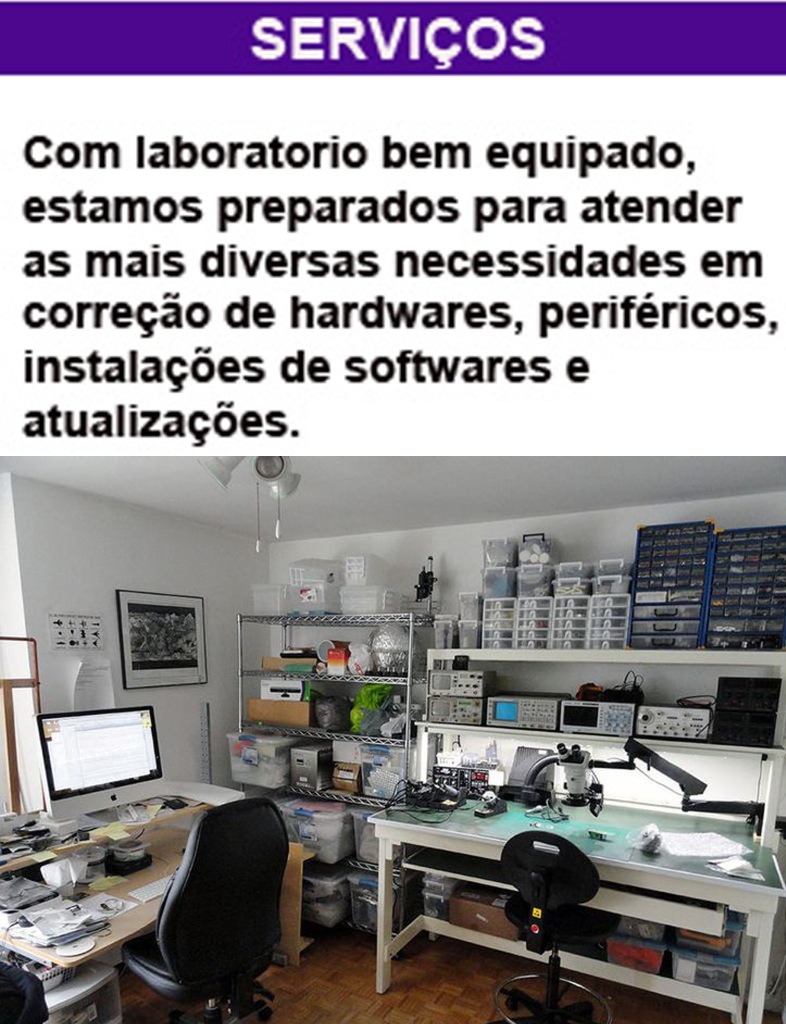 SERVIÇOS
Com laboratorio bem equipado,
estamos preparados para atender
as mais diversas necessidades em
correção de hardwares, periféricos,
instalações de softwares e
atualizações.